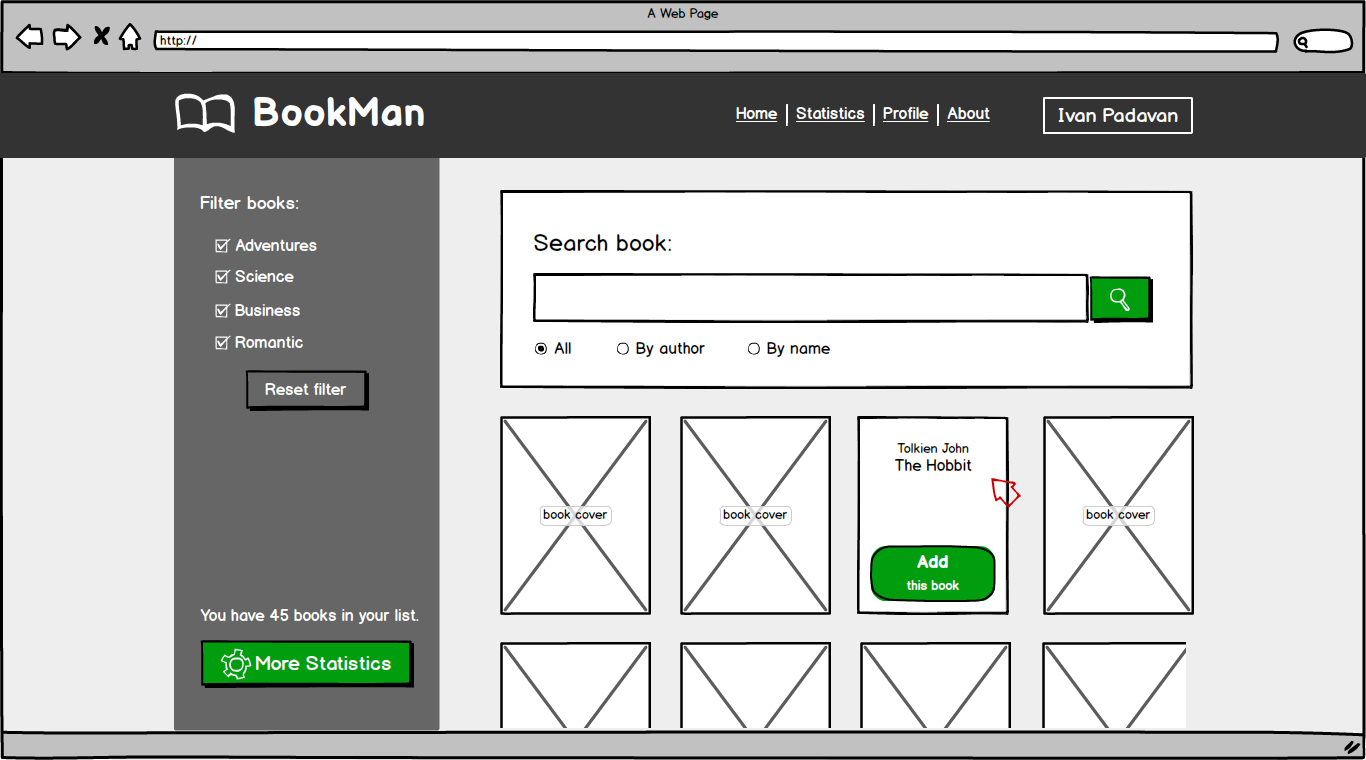 A Web Page
http://
BookMan
Home
Statistics
Profile
About
Ivan Padavan
Filter books:
Adventures
Science
Business
Romantic
Reset filter
You have 45 books in your list.
More Statistics
Search book:
All
By author
By name
book cover
book cover
Tolkien John
The Hobbit
Add
this book
book cover